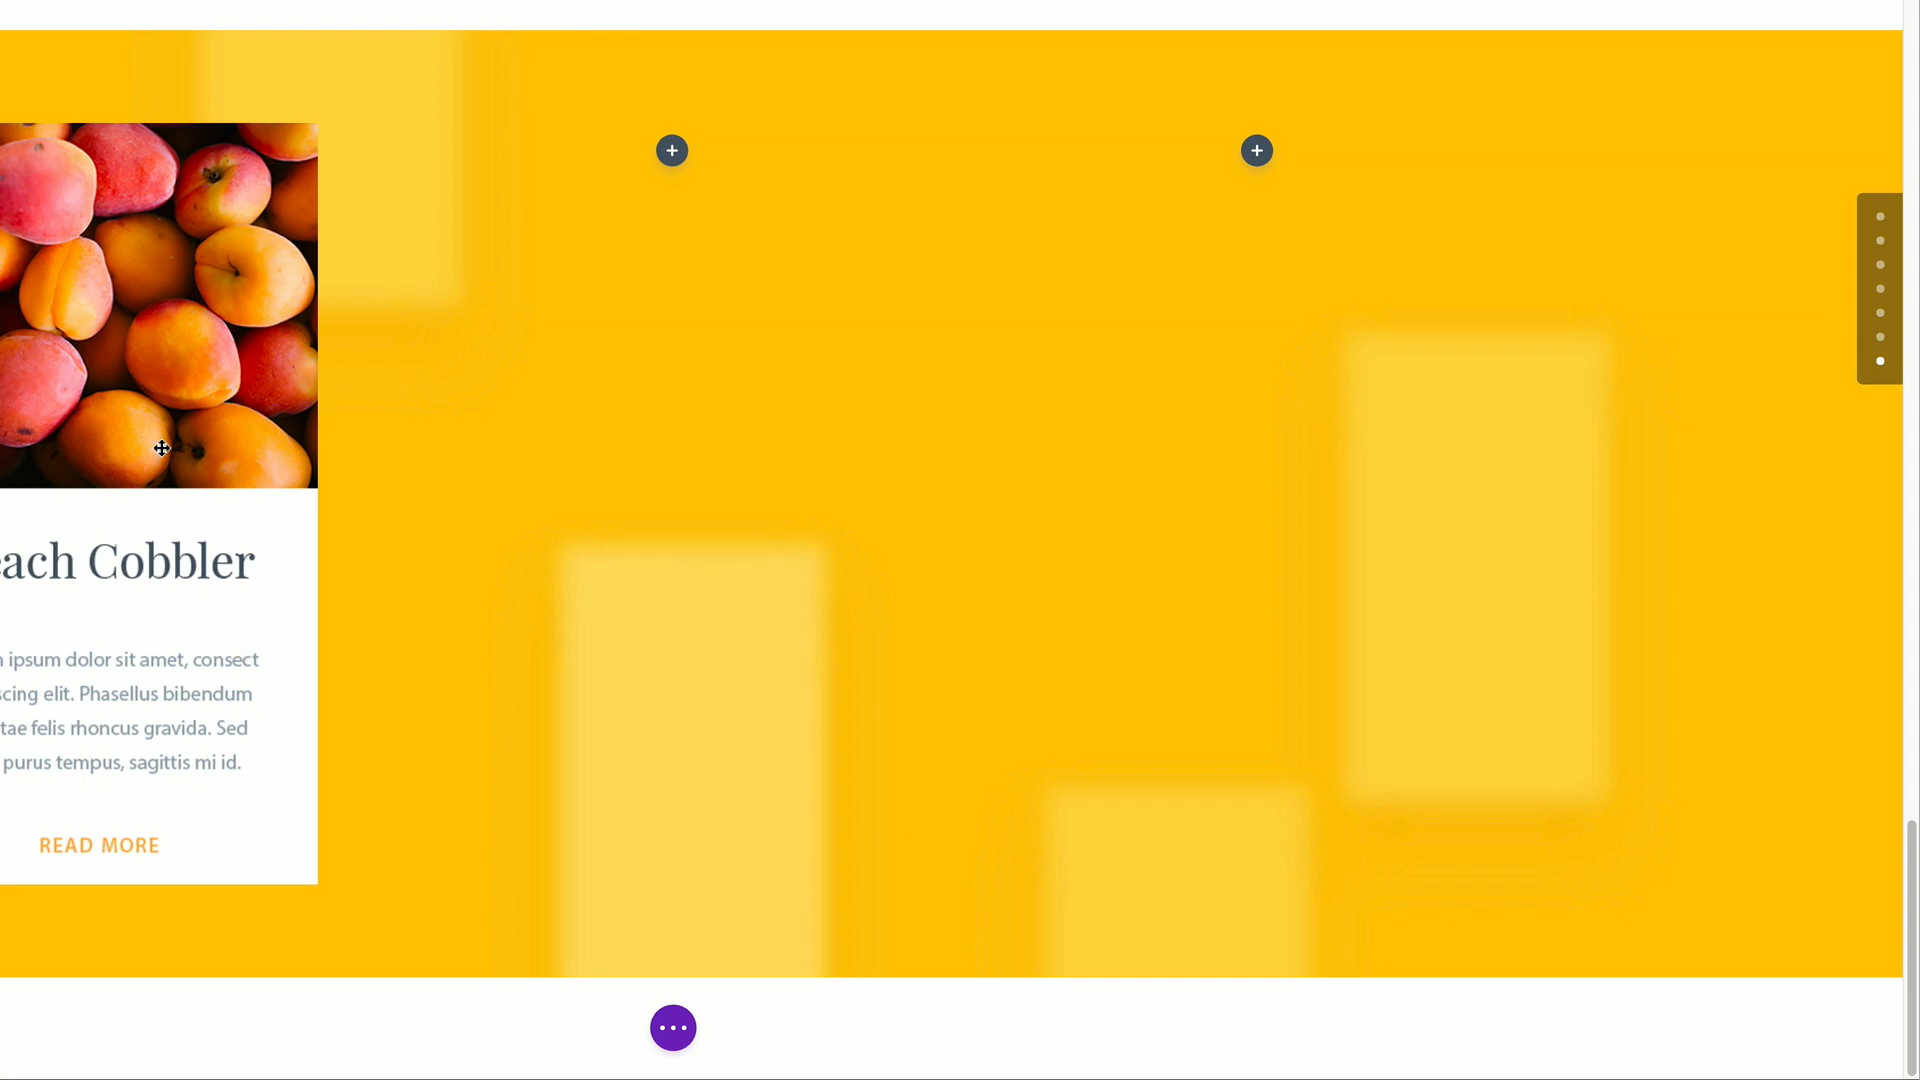 each Cobbler
ipsum dolor sit amet, consect
scing elit. Phasellus bibendum
tae felis rhoncus gravida. Sed
purus tempus, sagittis mi id.
READ MORE